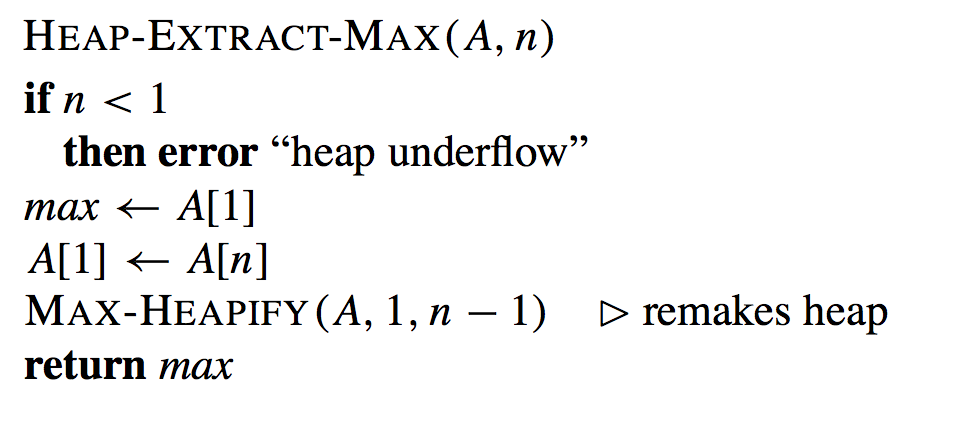 HEAP-EXTRACT-MAX(A, n)
if n < 1
then error “heap underflow”
max ← A[1]
A[1] ← A[n]
MAX-HEAPIFY(A, 1, n − 1) ▷ remakes heap
return max